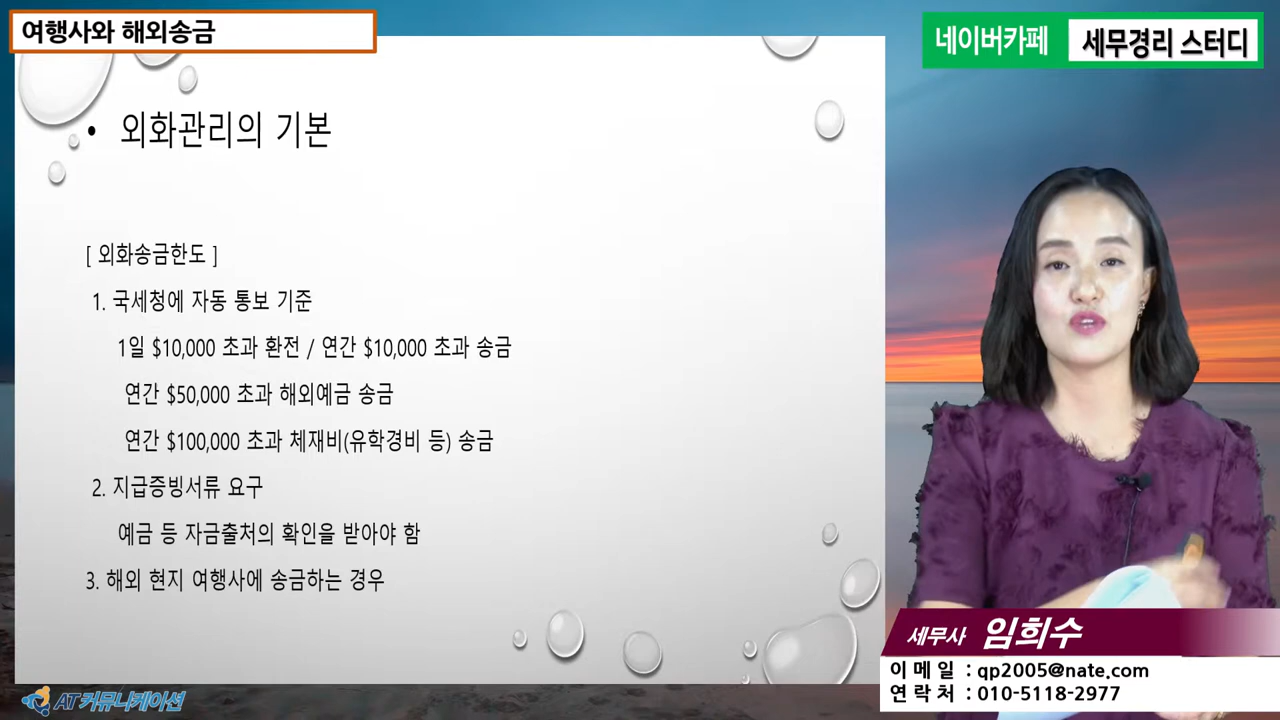 여행사와 해외송금
네이버카페 세무경리 스터디
• 외화관리의 기본
[ 외화송금한도 ]
1. 국세청에 자동 통보 기준
1일 $10,000 초과 환전 / 연간 $10,000 초과 송금
연간 $50,000 초과 해외예금 송금
연간 $100,000 초과 체재비(유학경비 등) 송금
2. 지급증빙서류 요구
예금 등 자금출처의 확인을 받아야 함
3. 해외 현지 여행사에 송금하는 경우
세무사 임희수
이 메 일 : qp2005@nate.com
연 락 처 : 010-5118-2977
AT커뮤니케이션